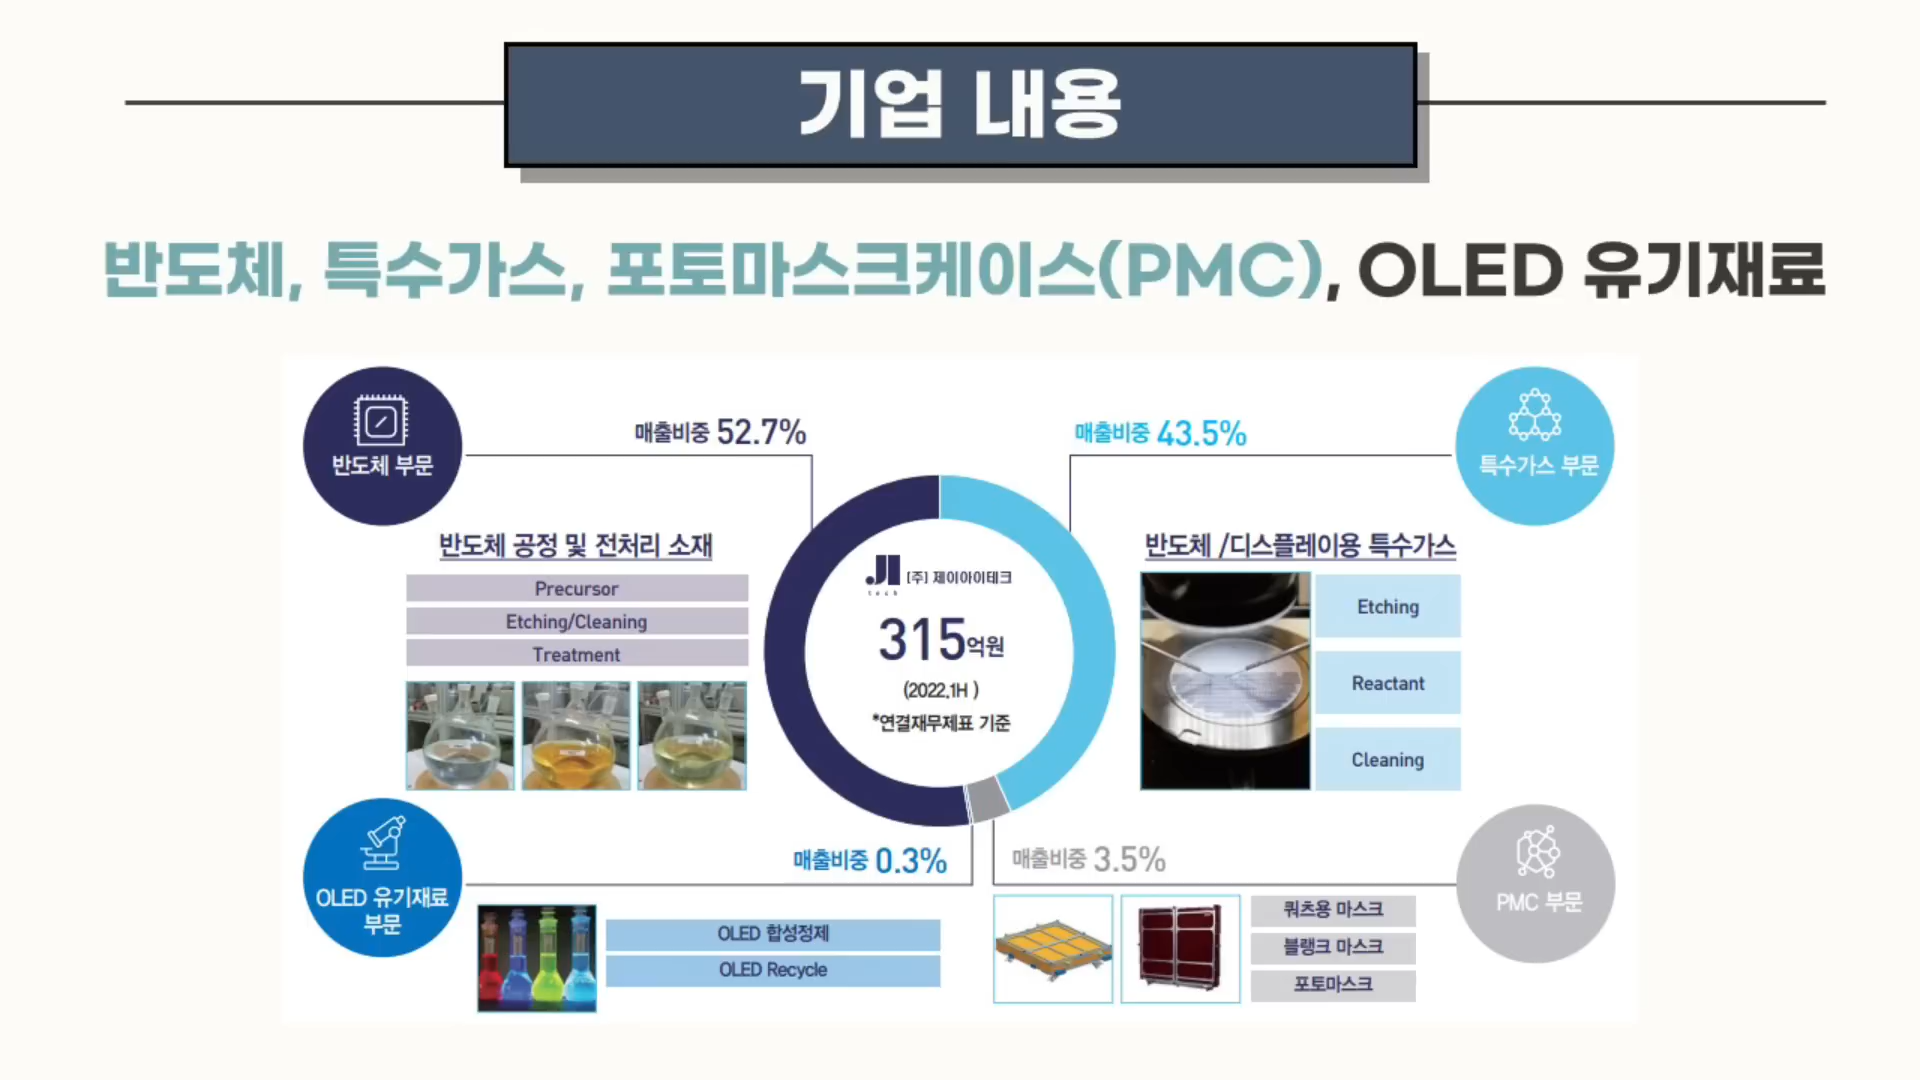 기업 내용
반도체, 특수가스, 포토마스크케이스(PMC), OLED 유기재료
반도체 부문
매출비중 52.7%
매출비중 43.5%
특수가스 부문
반도체 공정 및 전처리 소재
Precursor
Etching/Cleaning
Treatment
JI tech [주] 제이아이테크
315억원
(2022.1H )
*연결재무제표 기준
반도체 /디스플레이용 특수가스
Etching
Reactant
Cleaning
OLED 유기재료
부문
매출비중 0.3%
OLED 합성정제
OLED Recycle
매출비중 3.5%
쿼츠용 마스크
블랭크 마스크
포토마스크
PMC 부문